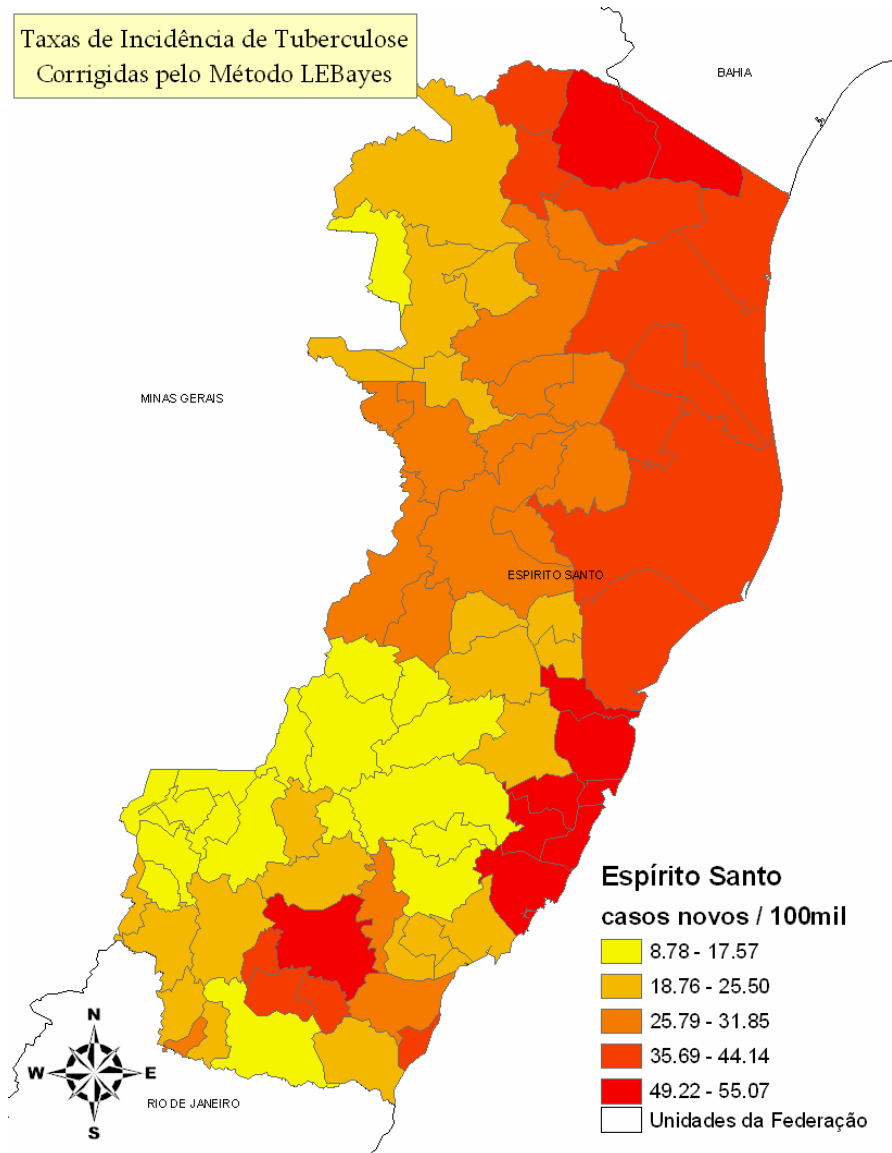 Taxas de Incidência de Tuberculose
Corrigidas pelo Método LEBayes
BAHIA
MINAS GERAIS
ESPIRITO SANTO
Espírito Santo
casos novos / 100mil
8.78 - 17.57
18.76 - 25.50
25.79 - 31.85
35.69 - 44.14
49.22 - 55.07
Unidades da Federação
N
W
E
S
RIO DE JANEIRO